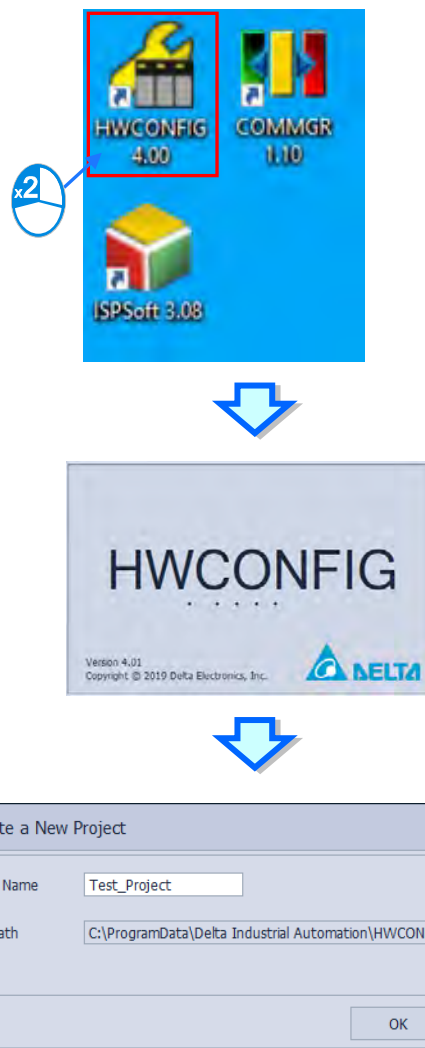 HWCONFIG
4.00
COMMGR
1.10
x2
ISPSoft 3.08
HWCONFIG
Version 4.01
Copyright © 2019 Delta Electronics, Inc.
DELTA
te a New Project
Name
Test_Project
ath
C:\ProgramData\Delta Industrial Automation\HWCON
OK